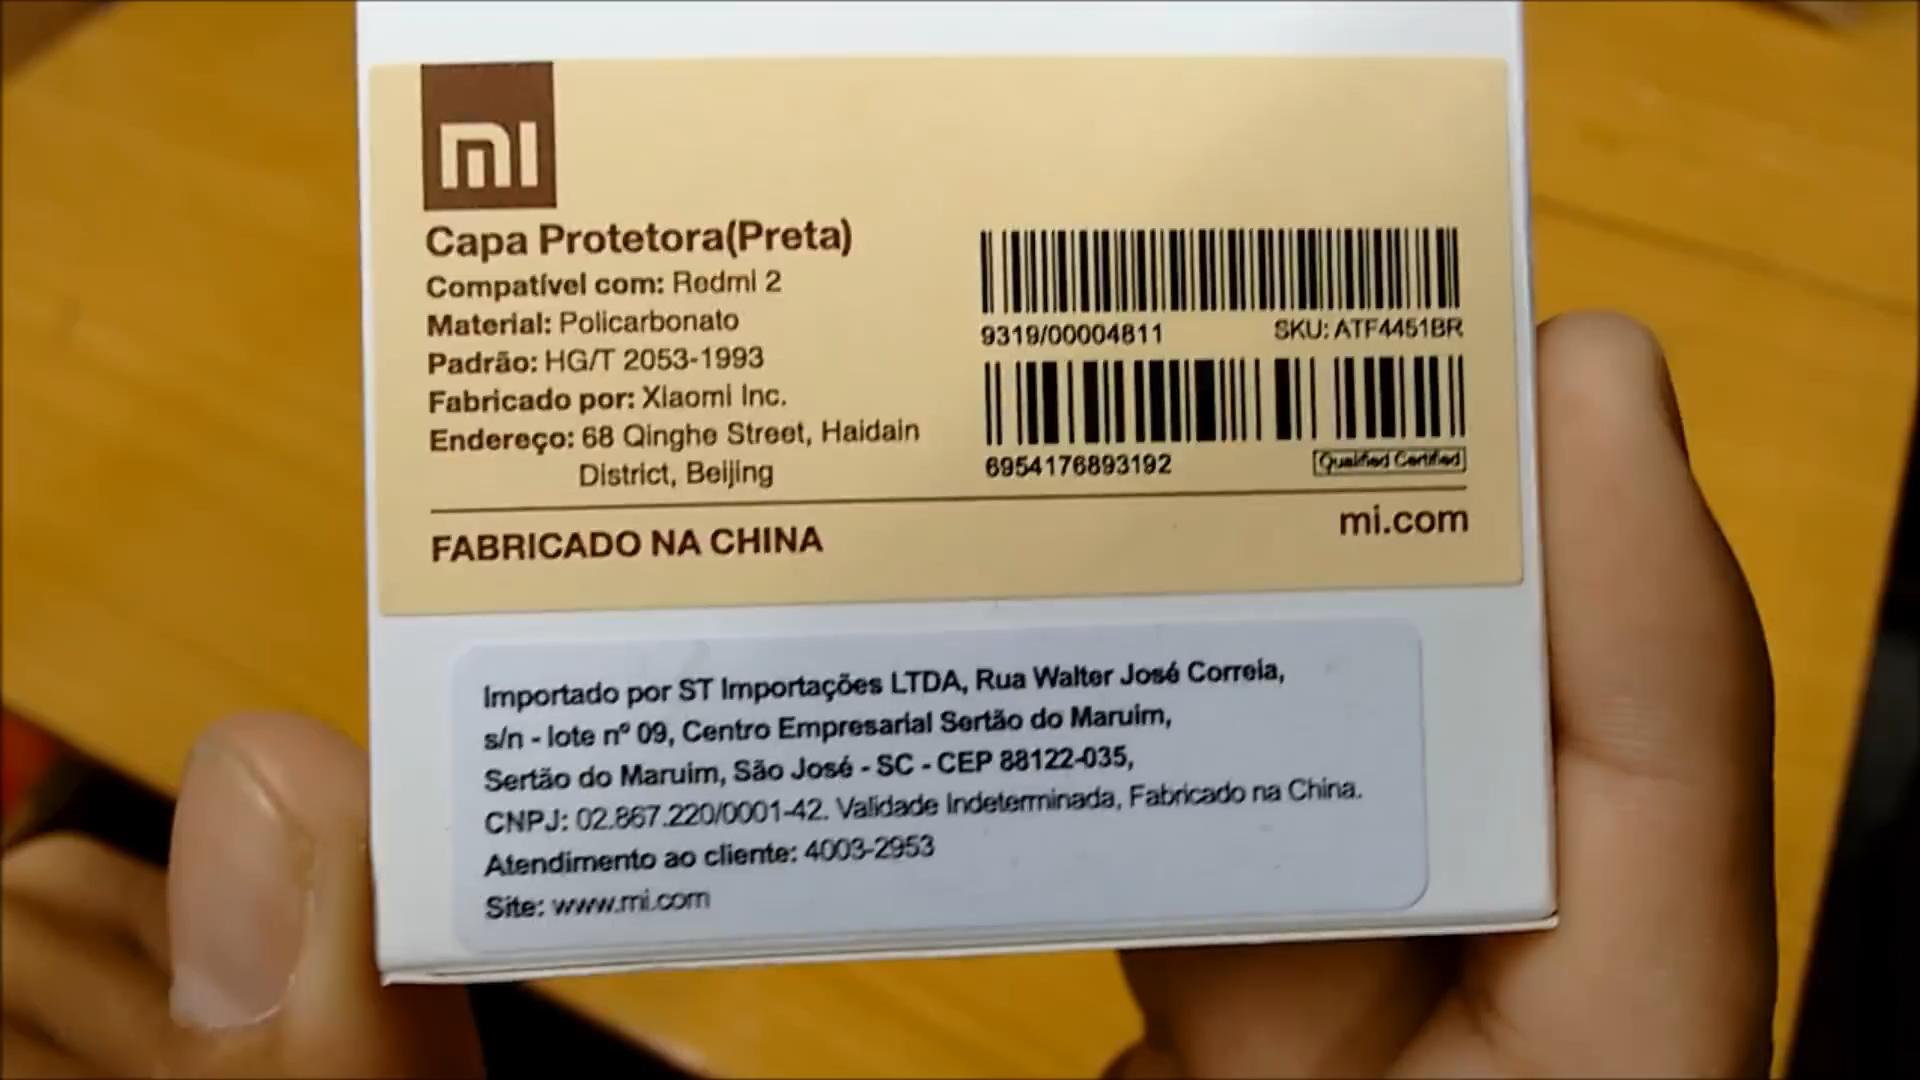 mi
Capa Protetora(Preta)
Compatível com: Redmi 2
Material: Policarbonato
Padrão: HG/T 2053-1993
Fabricado por: Xiaomi Inc.
Endereço: 68 Qinghe Street, Haidain
District, Beijing
9319/00004811 SKU: ATF4451BR
6954176893192 Qualified Certified
FABRICADO NA CHINA
mi.com
Importado por ST Importações LTDA, Rua Walter José Correia,
s/n - lote nº 09, Centro Empresarial Sertão do Maruim,
Sertão do Maruim, São José - SC - CEP 88122-035,
CNPJ: 02.867.220/0001-42. Validade Indeterminada, Fabricado na China.
Atendimento ao cliente: 4003-2953
Site: www.mi.com